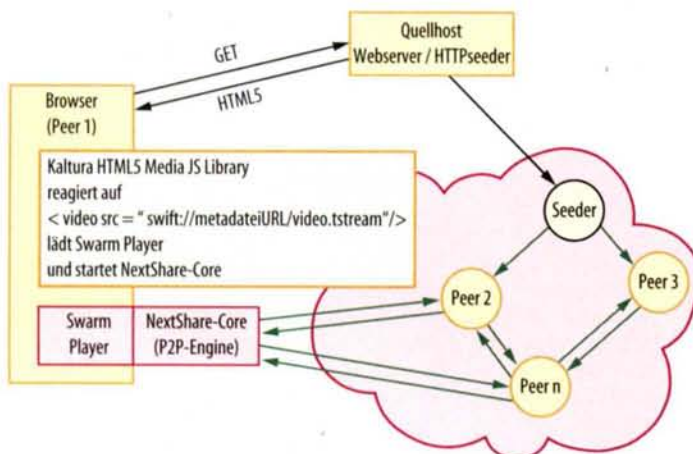 Quellhost
Webserver / HTTPseeder
GET
HTML5
Browser
(Peer 1)
Kaltura HTML5 Media JS Library
reagiert auf
< video src = " swift://metadateiURL/video.tstream"/>
lädt Swarm Player
und startet NextShare-Core
Seeder
Peer 2
Peer 3
Swarm
Player
NextShare-Core
(P2P-Engine)
Peer n